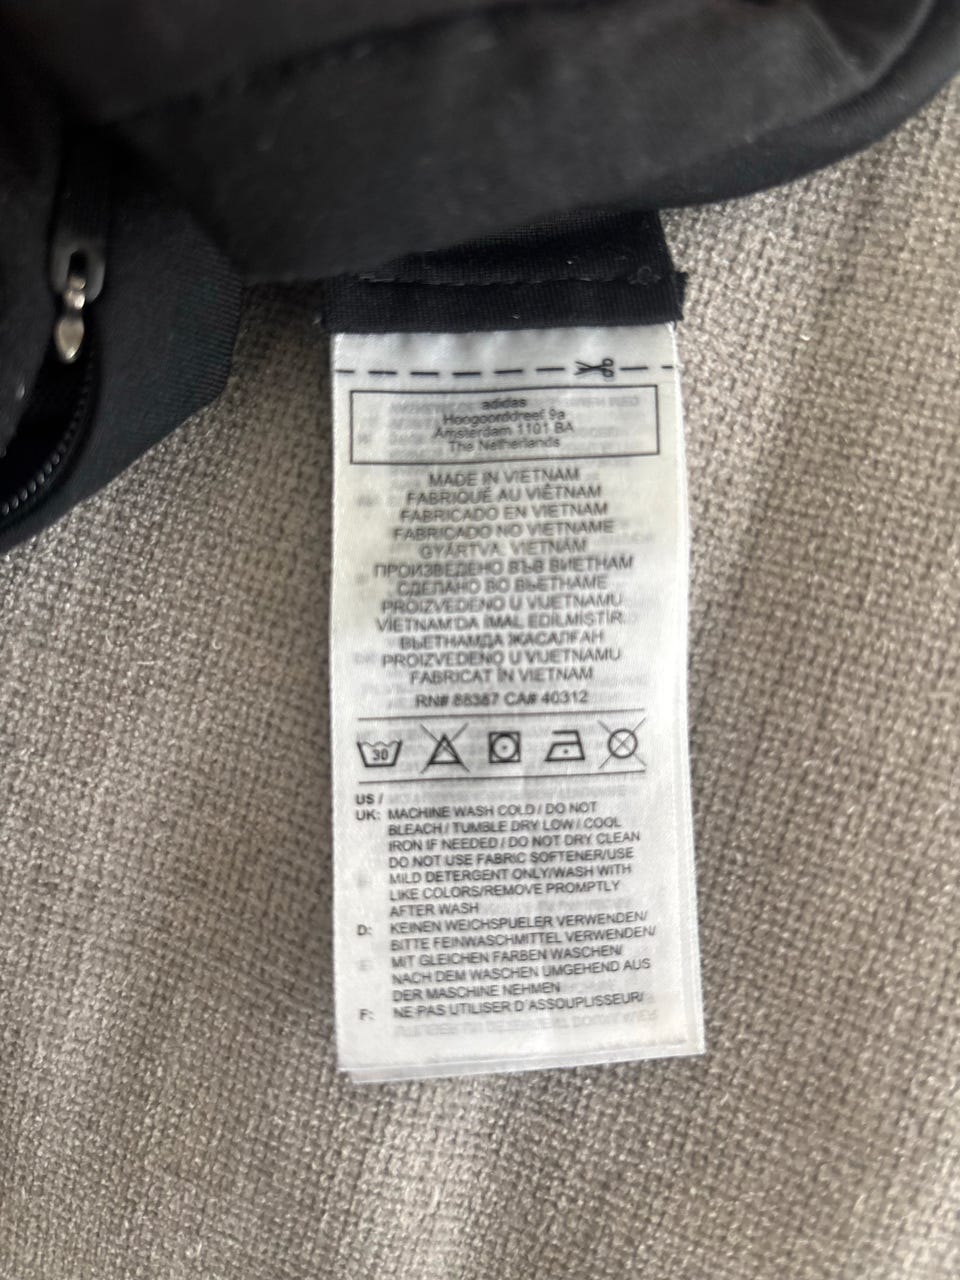 adidas
Hoogoorddreef 9a
Amsterdam 1101 BA
The Netherlands
MADE IN VIETNAM
FABRIQUÉ AU VIÊTNAM
FABRICADO EN VIETNAM
FABRICADO NO VIETNAME
GYÁRTVA: VIETNAM
ПРОИЗВЕДЕНО ВЪВ ВИЕТНАМ
СДЕЛАНО ВО ВЬЕТНАМЕ
PROIZVEDENO U VIJETNAMU
VIETNAM'DA İMAL EDİLMİŞTİR.
ВЬЕТНАМДА ЖАСАЛҒАН
PROIZVEDENO U VIJETNAMU
FABRICAT ÎN VIETNAM
RN# 88387 CA# 40312
30
US /
UK: MACHINE WASH COLD / DO NOT
BLEACH / TUMBLE DRY LOW / COOL
IRON IF NEEDED / DO NOT DRY CLEAN
DO NOT USE FABRIC SOFTENER/USE
MILD DETERGENT ONLY/WASH WITH
LIKE COLORS/REMOVE PROMPTLY
AFTER WASH
D: KEINEN WEICHSPUELER VERWENDEN/
BITTE FEINWASCHMITTEL VERWENDEN/
MIT GLEICHEN FARBEN WASCHEN/
NACH DEM WASCHEN UMGEHEND AUS
DER MASCHINE NEHMEN
F: NE PAS UTILISER D'ASSOUPLISSEUR/